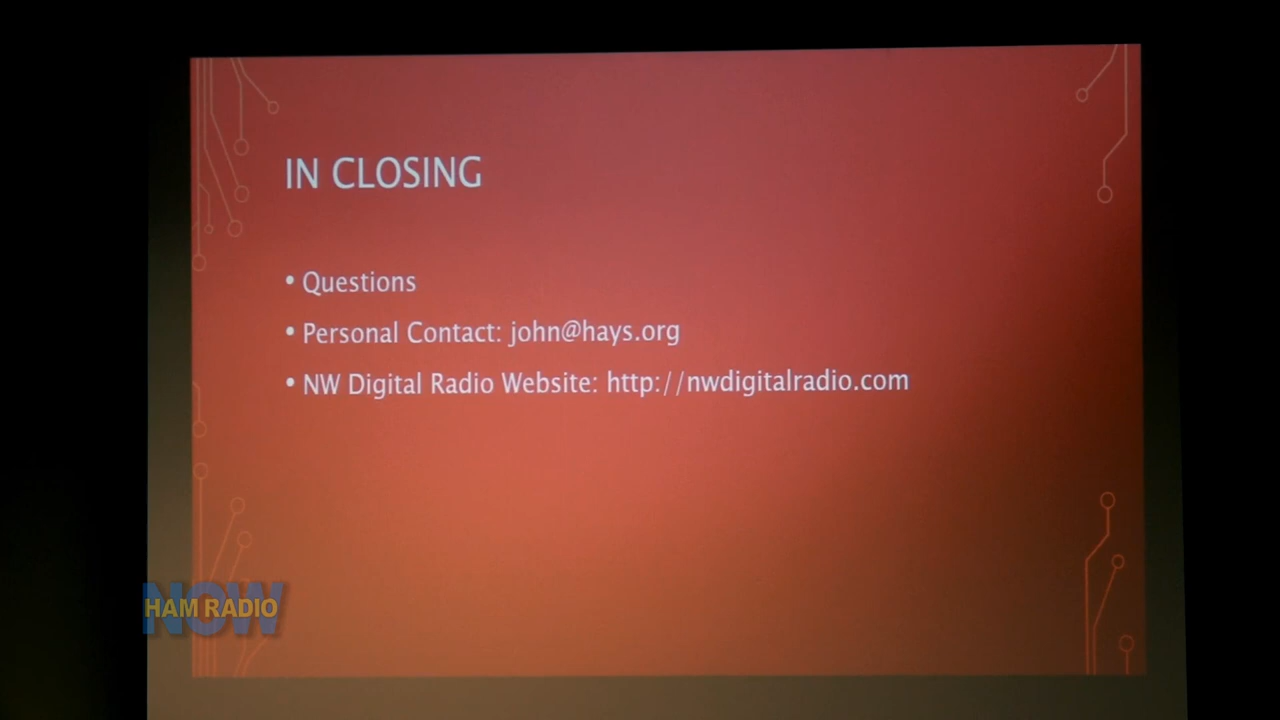 IN CLOSING
• Questions
• Personal Contact: john@hays.org
• NW Digital Radio Website: http://nwdigitalradio.com
HAM RADIO
NOW